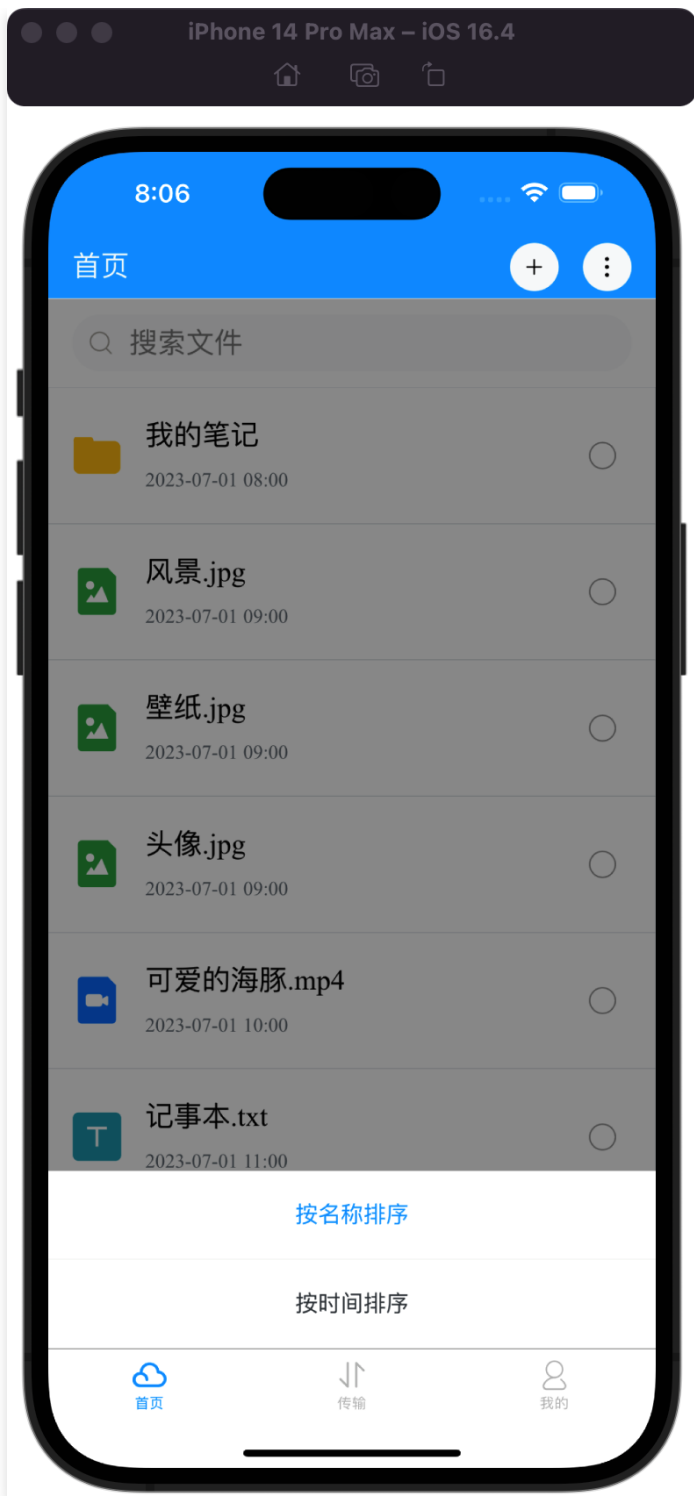 iPhone 14 Pro Max – iOS 16.4
8:06
首页
搜索文件
我的笔记
2023-07-01 08:00
风景.jpg
2023-07-01 09:00
壁纸.jpg
2023-07-01 09:00
头像.jpg
2023-07-01 09:00
可爱的海豚.mp4
2023-07-01 10:00
T
记事本.txt
2023-07-01 11:00
按名称排序
按时间排序
首页
传输
我的